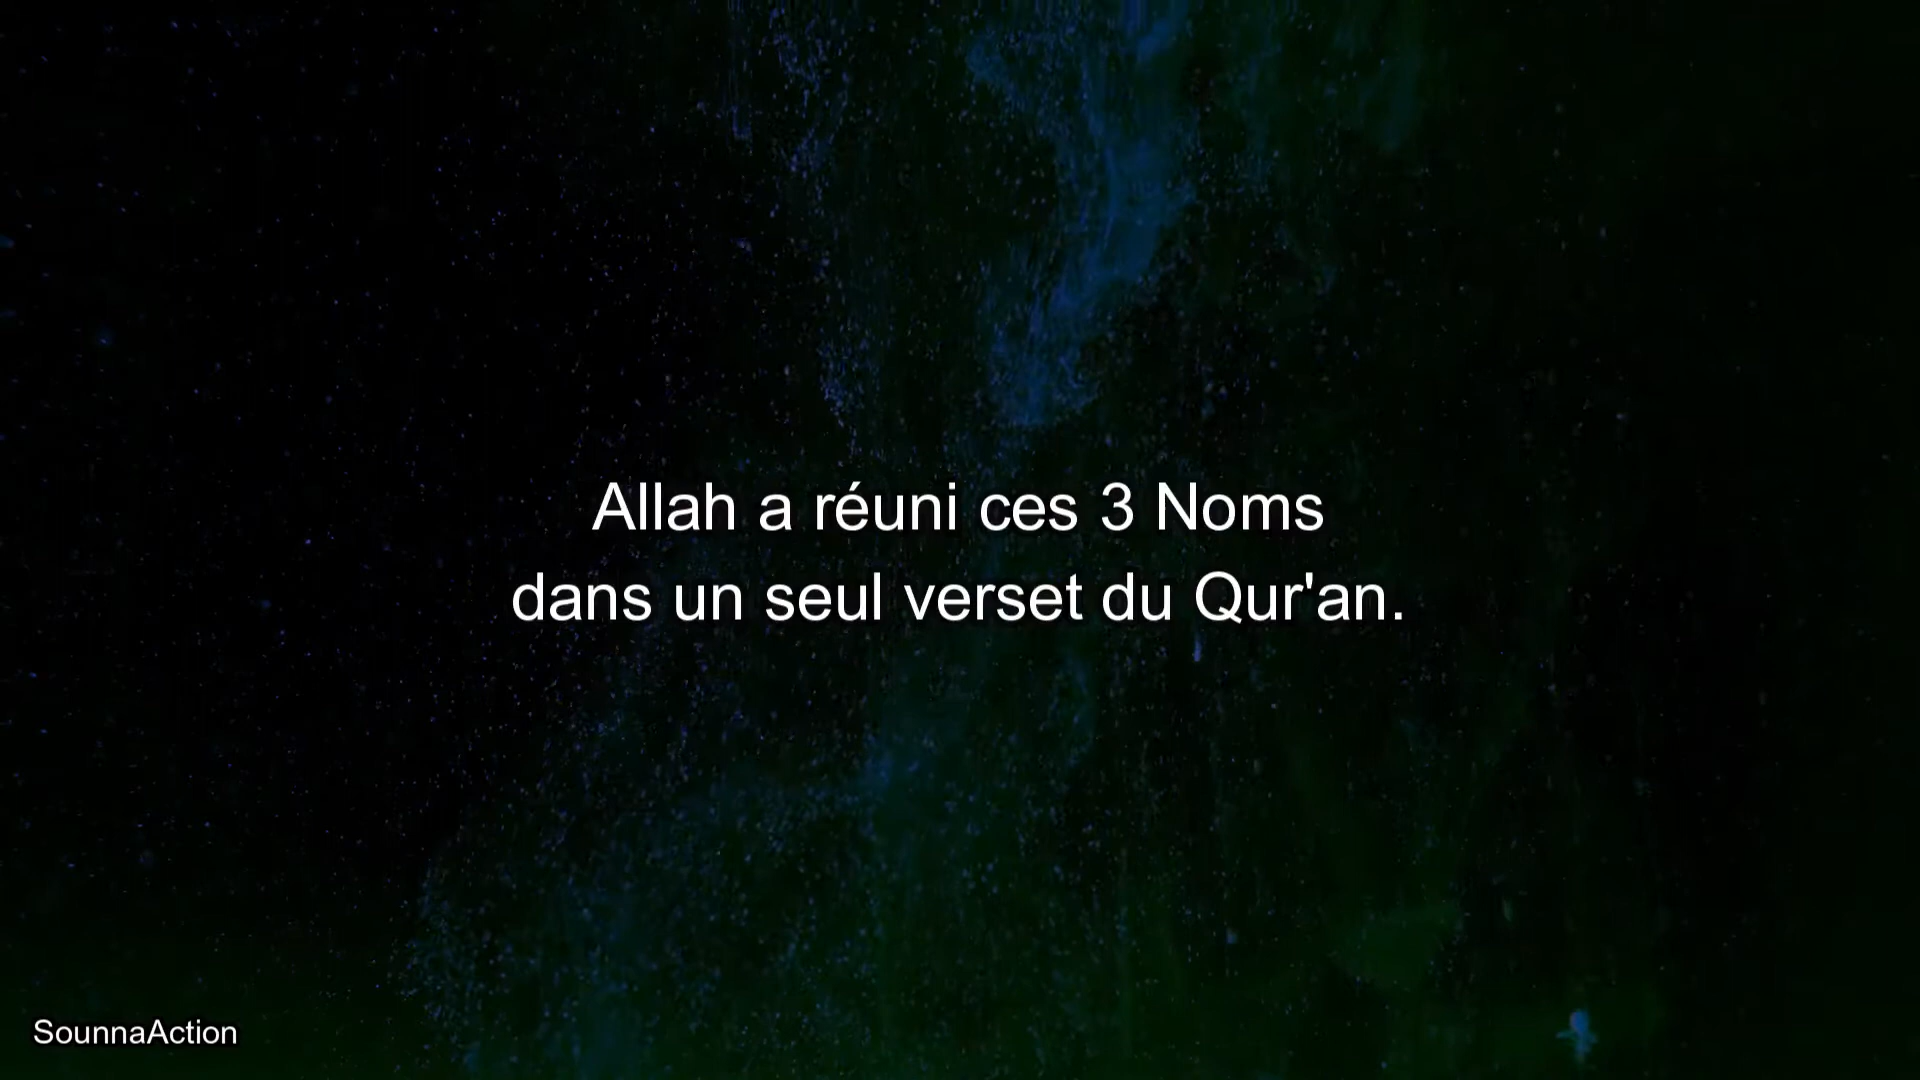 Allah a réuni ces 3 Noms
dans un seul verset du Qur'an.
SounnaAction